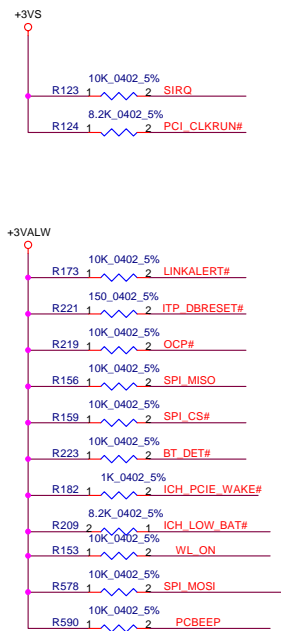 +3VS
10K_0402_5%
R123 1 2 SIRQ
8.2K_0402_5%
R124 1 2 PCI_CLKRUN#
+3VALW
10K_0402_5%
R173 1 2 LINKALERT#
150_0402_5%
R221 1 2 ITP_DBRESET#
10K_0402_5%
R219 1 2 OCP#
10K_0402_5%
R156 1 2 SPI_MISO
10K_0402_5%
R159 1 2 SPI_CS#
10K_0402_5%
R223 1 2 BT_DET#
1K_0402_5%
R182 1 2 ICH_PCIE_WAKE#
8.2K_0402_5%
R209 2 1 ICH_LOW_BAT#
10K_0402_5%
R153 1 2 WL_ON
10K_0402_5%
R578 1 2 SPI_MOSI
10K_0402_5%
R590 1 2 PCBEEP